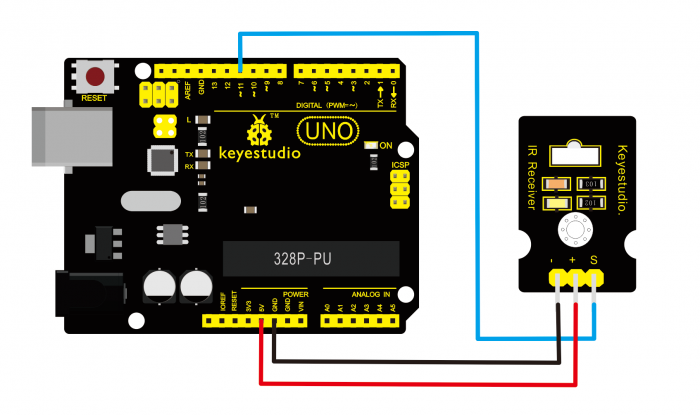 RESET
AREF
GND
13
12
~11
~10
~9
8
7
~6
~5
4
~3
2
TX→1
RX←0
DIGITAL (PWM=~)
L
TX
RX
TM
keyestudio
UNO
ON
ICSP
328P-PU
POWER
ANALOG IN
IOREF
RESET
3V3
5V
GND
GND
VIN
A0
A1
A2
A3
A4
A5
Keyestudio.
IR Receiver
-
+
S